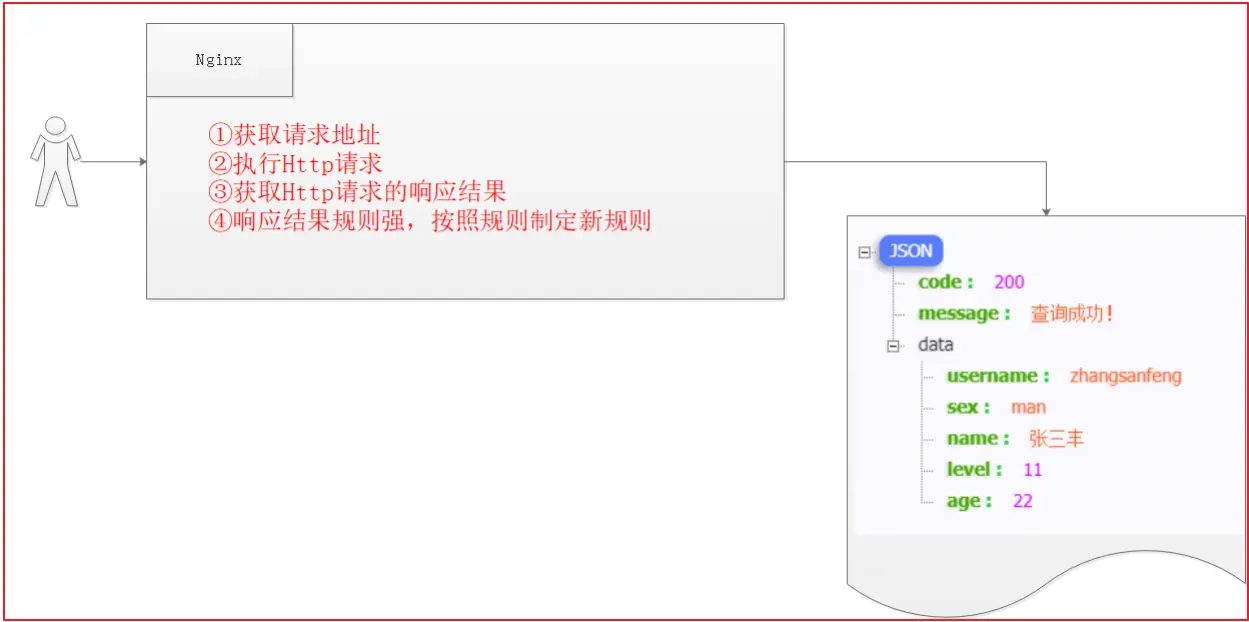 Nginx
①获取请求地址
②执行Http请求
③获取Http请求的响应结果
④响应结果规则强，按照规则制定新规则
JSON
code： 200
message： 查询成功！
data
username： zhangsanfeng
sex： man
name： 张三丰
level： 11
age： 22